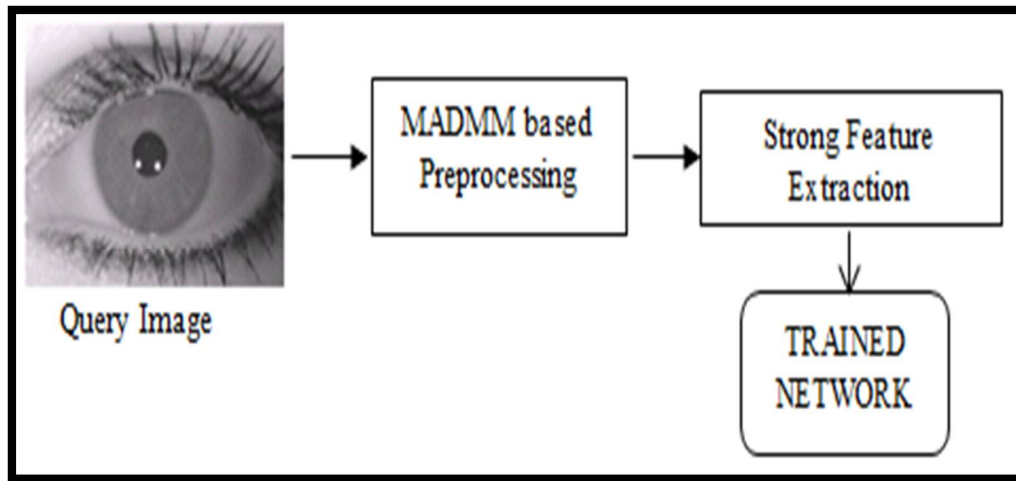 MADMM based
Preprocessing
Strong Feature
Extraction
Query Image
TRAINED
NETWORK